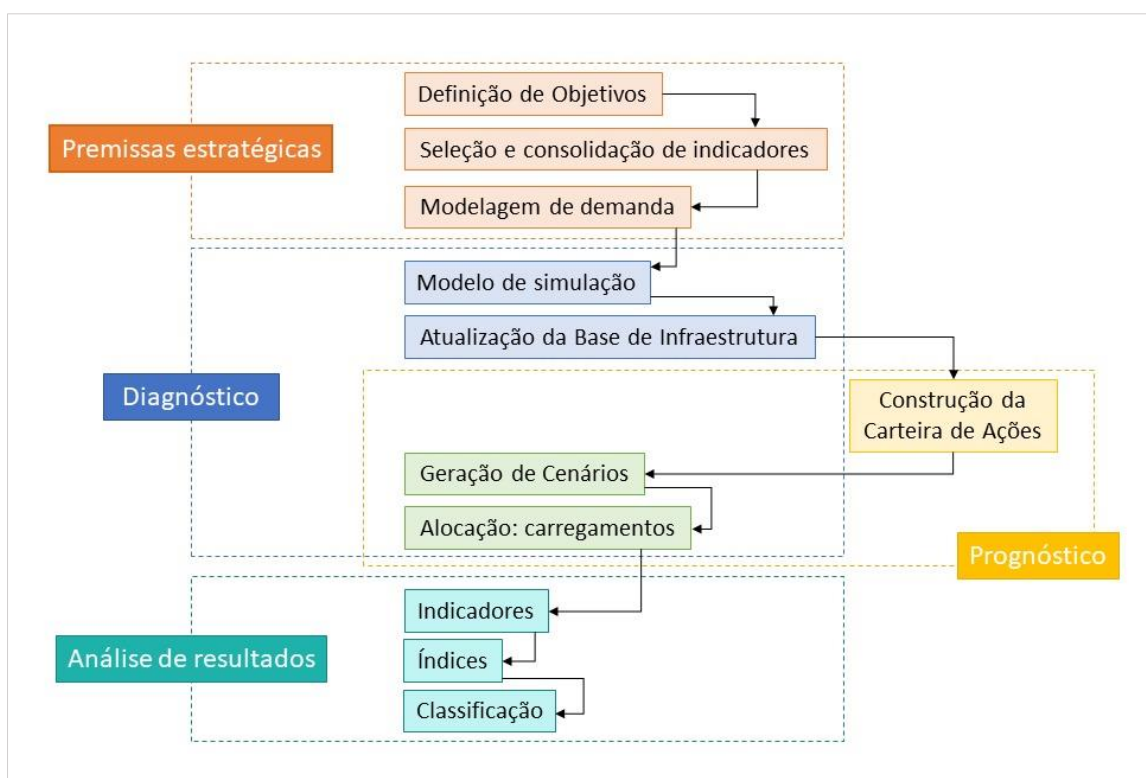 Definição de Objetivos
Premissas estratégicas
Seleção e consolidação de indicadores
Modelagem de demanda
Modelo de simulação
Atualização da Base de Infraestrutura
Diagnóstico
Construção da
Carteira de Ações
Geração de Cenários
Alocação: carregamentos
Prognóstico
Indicadores
Análise de resultados
Índices
Classificação